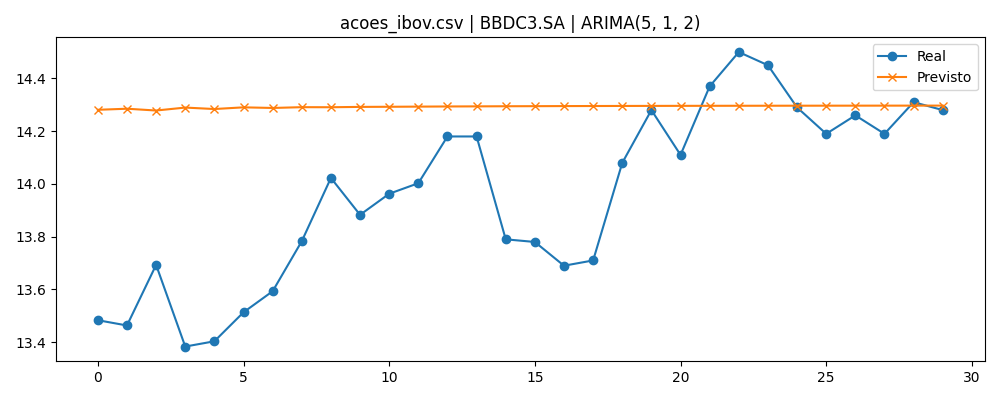 acoes_ibov.csv | BBDC3.SA | ARIMA(5, 1, 2)
Real
Previsto
14.4
14.2
14.0
13.8
13.6
13.4
0 5 10 15 20 25 30